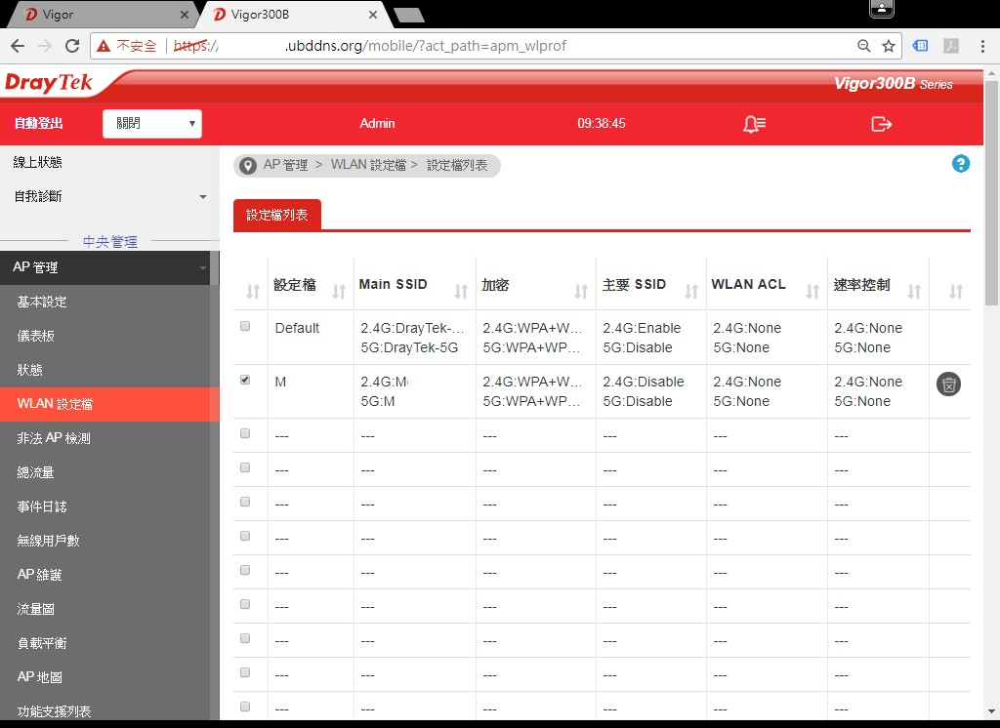 Vigor
Vigor300B
不安全 https:// .ubddns.org/mobile/?act_path=apm_wlprof
DrayTek
Vigor300B Series
自動登出 關閉 Admin 09:38:45
線上狀態
自我診斷
中央管理
AP 管理
基本設定
儀表板
狀態
WLAN 設定檔
非法 AP 檢測
總流量
事件日誌
無線用戶數
AP 維護
流量圖
負載平衡
AP 地圖
功能支援列表
AP 管理 > WLAN 設定檔 > 設定檔列表
?
設定檔列表
設定檔 Main SSID 加密 主要 SSID WLAN ACL 速率控制
Default 2.4G:DrayTek-... 2.4G:WPA+W... 2.4G:Enable 2.4G:None 2.4G:None
5G:DrayTek-5G 5G:WPA+WP... 5G:Disable 5G:None 5G:None
M 2.4G:M 2.4G:WPA+W... 2.4G:Disable 2.4G:None 2.4G:None
5G:M 5G:WPA+WP... 5G:Disable 5G:None 5G:None
--- --- --- --- --- ---
--- --- --- --- --- ---
--- --- --- --- --- ---
--- --- --- --- --- ---
--- --- --- --- --- ---
--- --- --- --- --- ---
--- --- --- --- --- ---
--- --- --- --- --- ---
--- --- --- --- --- ---